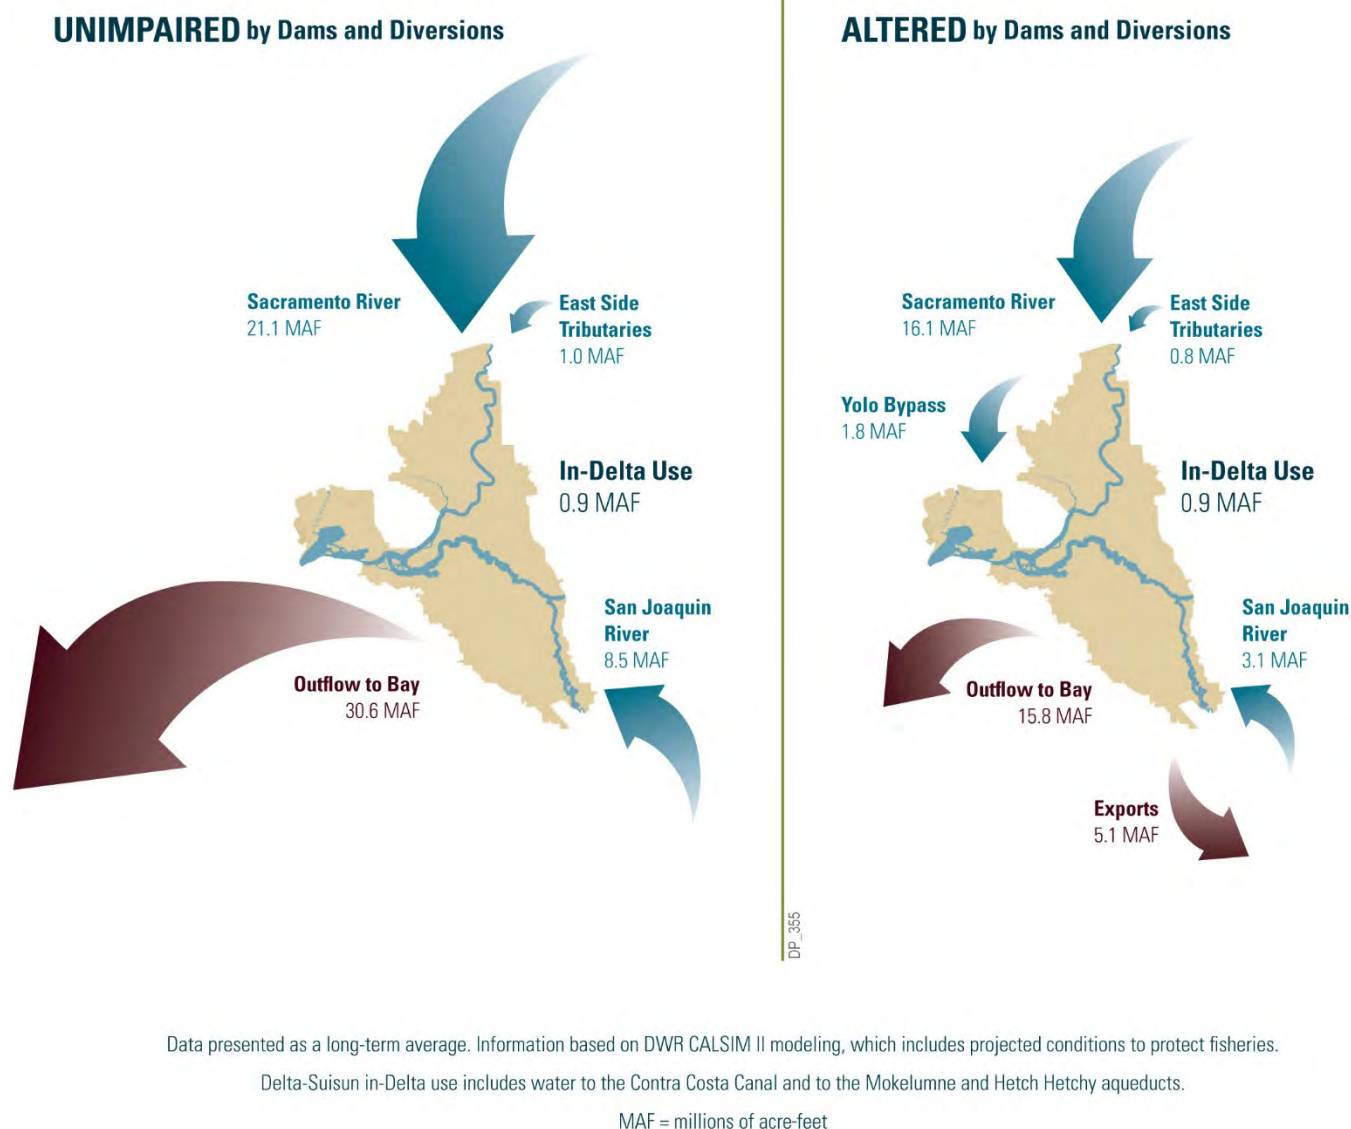 UNIMPAIRED by Dams and Diversions
Sacramento River
21.1 MAF
East Side
Tributaries
1.0 MAF
In-Delta Use
0.9 MAF
San Joaquin
River
8.5 MAF
Outflow to Bay
30.6 MAF
ALTERED by Dams and Diversions
Sacramento River
16.1 MAF
East Side
Tributaries
0.8 MAF
Yolo Bypass
1.8 MAF
In-Delta Use
0.9 MAF
San Joaquin
River
3.1 MAF
Outflow to Bay
15.8 MAF
Exports
5.1 MAF
DP_355
Data presented as a long-term average. Information based on DWR CALSIM II modeling, which includes projected conditions to protect fisheries.
Delta-Suisun in-Delta use includes water to the Contra Costa Canal and to the Mokelumne and Hetch Hetchy aqueducts.
MAF = millions of acre-feet